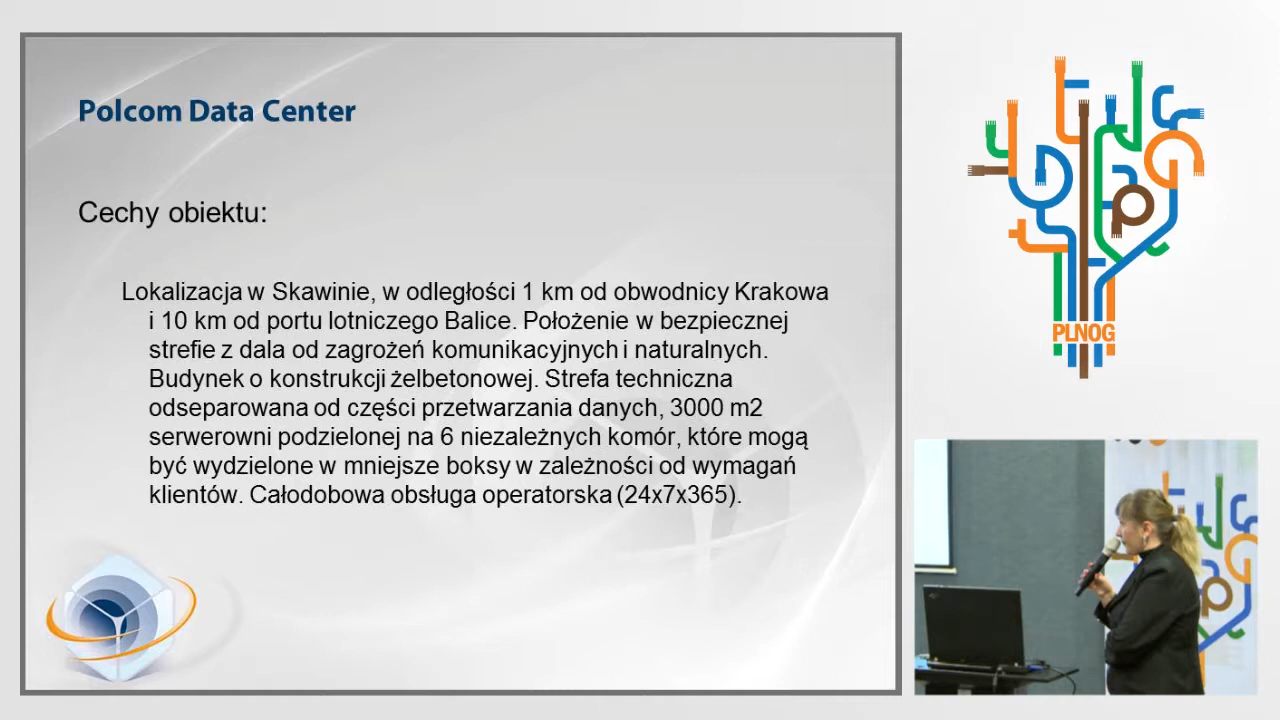 Polcom Data Center
Cechy obiektu:
Lokalizacja w Skawinie, w odległości 1 km od obwodnicy Krakowa
i 10 km od portu lotniczego Balice. Położenie w bezpiecznej
strefie z dala od zagrożeń komunikacyjnych i naturalnych.
Budynek o konstrukcji żelbetonowej. Strefa techniczna
odseparowana od części przetwarzania danych, 3000 m2
serwerowni podzielonej na 6 niezależnych komór, które mogą
być wydzielone w mniejsze boksy w zależności od wymagań
klientów. Całodobowa obsługa operatorska (24x7x365).
PLNOG